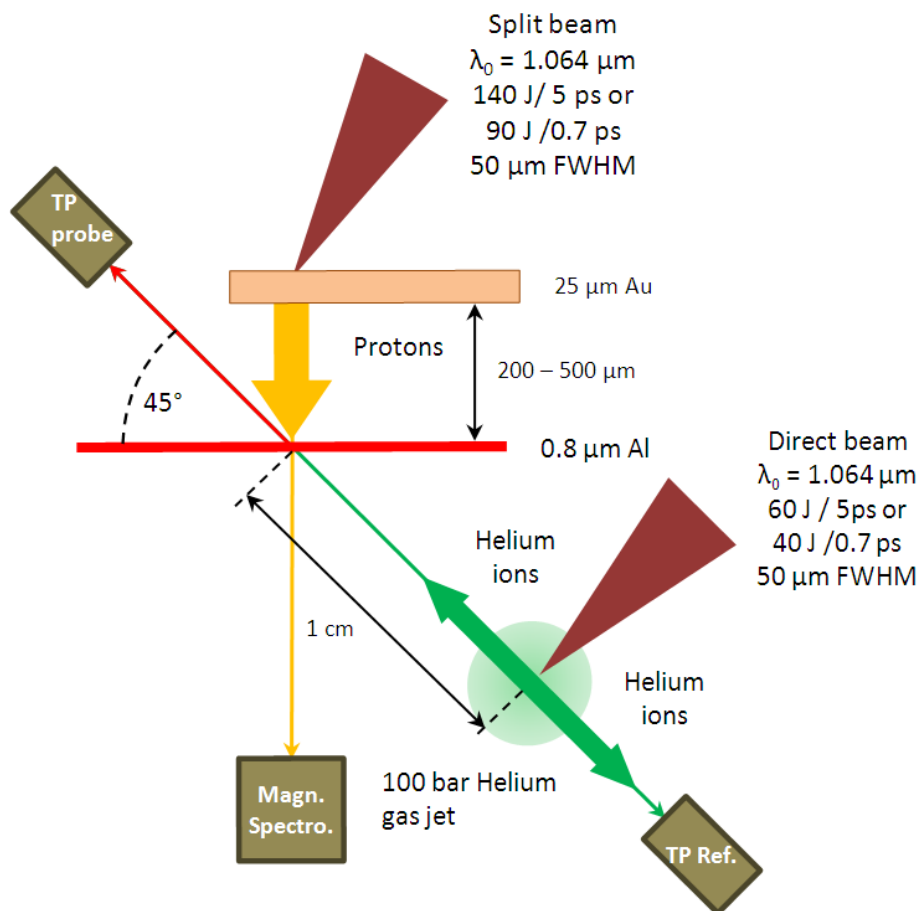 Split beam
λ₀ = 1.064 μm
140 J/ 5 ps or
90 J /0.7 ps
50 μm FWHM
TP
probe
25 μm Au
Protons
200 – 500 μm
45°
0.8 μm Al
Direct beam
λ₀ = 1.064 μm
60 J / 5ps or
40 J /0.7 ps
50 μm FWHM
Helium
ions
1 cm
Helium
ions
100 bar Helium
gas jet
Magn.
Spectro.
TP Ref.